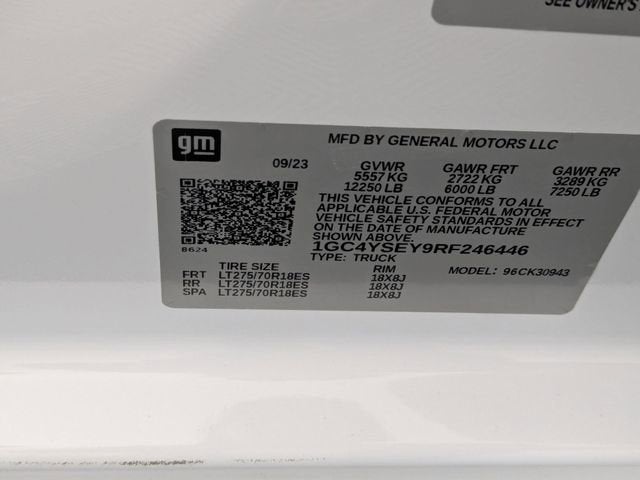 SEE OWNER'S
gm
MFD BY GENERAL MOTORS LLC
09/23
GVWR GAWR FRT GAWR RR
5557 KG 2722 KG 3289 KG
12250 LB 6000 LB 7250 LB
THIS VEHICLE CONFORMS TO ALL
APPLICABLE U.S. FEDERAL MOTOR
VEHICLE SAFETY STANDARDS IN EFFECT
ON THE DATE OF MANUFACTURE
SHOWN ABOVE.
B624
1GC4YSEY9RF246446
TYPE: TRUCK
TIRE SIZE RIM MODEL: 96CK30943
FRT LT275/70R18ES 18X8J
RR LT275/70R18ES 18X8J
SPA LT275/70R18ES 18X8J